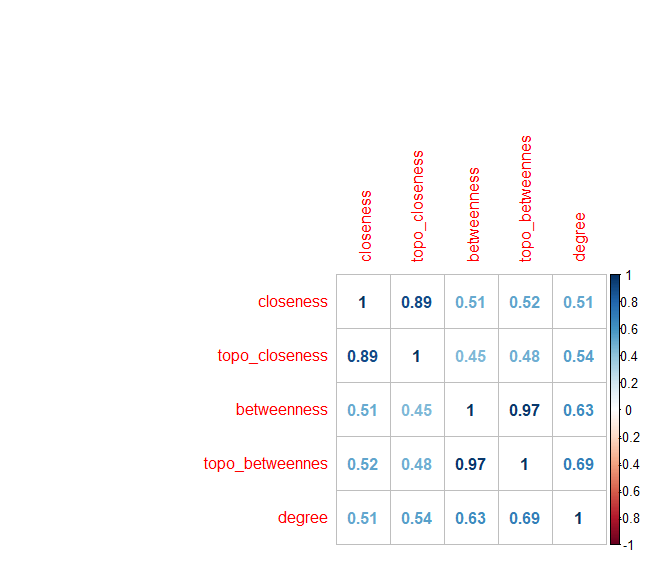 closeness
topo_closeness
betweenness
topo_betweennes
degree
closeness 1 0.89 0.51 0.52 0.51
topo_closeness 0.89 1 0.45 0.48 0.54
betweenness 0.51 0.45 1 0.97 0.63
topo_betweennes 0.52 0.48 0.97 1 0.69
degree 0.51 0.54 0.63 0.69 1
1
0.8
0.6
0.4
0.2
0
-0.2
-0.4
-0.6
-0.8
-1